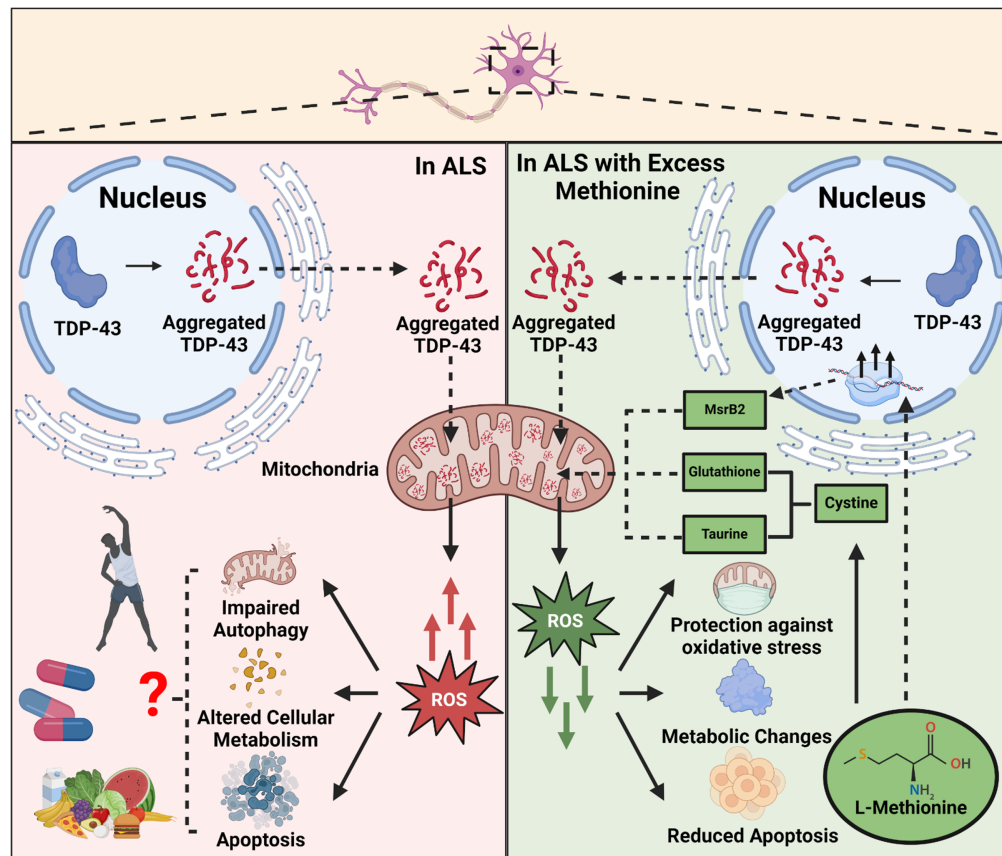 In ALS
Nucleus
TDP-43
Aggregated
TDP-43
Aggregated
TDP-43
Mitochondria
Impaired
Autophagy
Altered Cellular
Metabolism
Apoptosis
?
ROS
In ALS with Excess
Methionine
Nucleus
TDP-43
Aggregated
TDP-43
Aggregated
TDP-43
MsrB2
Glutathione
Taurine
Cystine
ROS
Protection against
oxidative stress
Metabolic Changes
Reduced Apoptosis
S
O
OH
NH2
L-Methionine